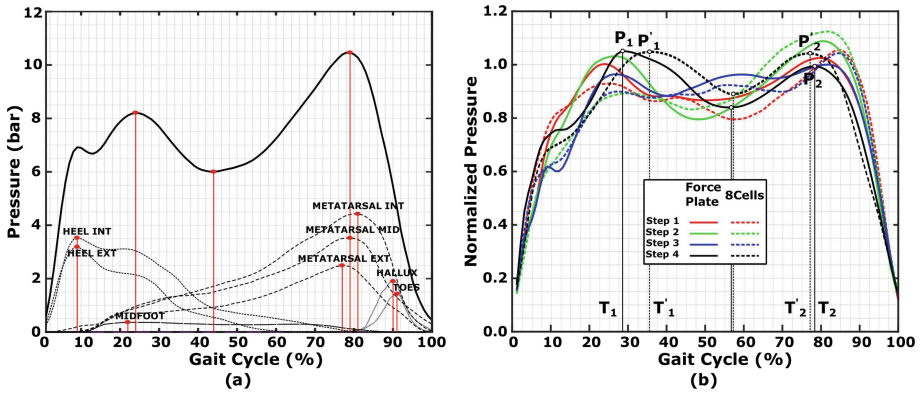 12
10
8
6
4
2
0
Pressure (bar)
HEEL INT
HEEL EXT
MIDFOOT
METATARSAL INT
METATARSAL MID
METATARSAL EXT
HALLUX
TOES
0 10 20 30 40 50 60 70 80 90 100
Gait Cycle (%)
(a)
1.2
1.0
0.8
0.6
0.4
0.2
0.0
Normalized Pressure
P1 P'1
P'2
P2
Force Plate 8Cells
Step 1
Step 2
Step 3
Step 4
T1 T'1 T'2 T2
0 10 20 30 40 50 60 70 80 100
Gait Cycle (%)
(b)